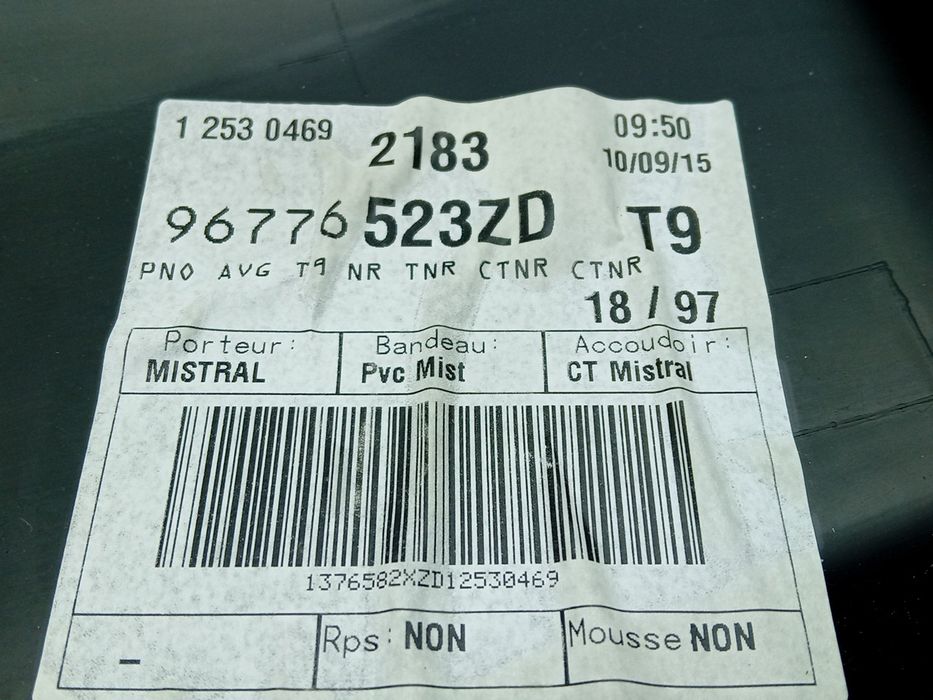 1 253 0469 2183 09:50
10/09/15
96776 523ZD T9
PNO AVG T9 NR TNR CTNR CTNR
18 / 97
Porteur: Bandeau: Accoudoir:
MISTRAL Pvc Mist CT Mistral
1376582XZD12530469
_ Rps: NON Mousse NON